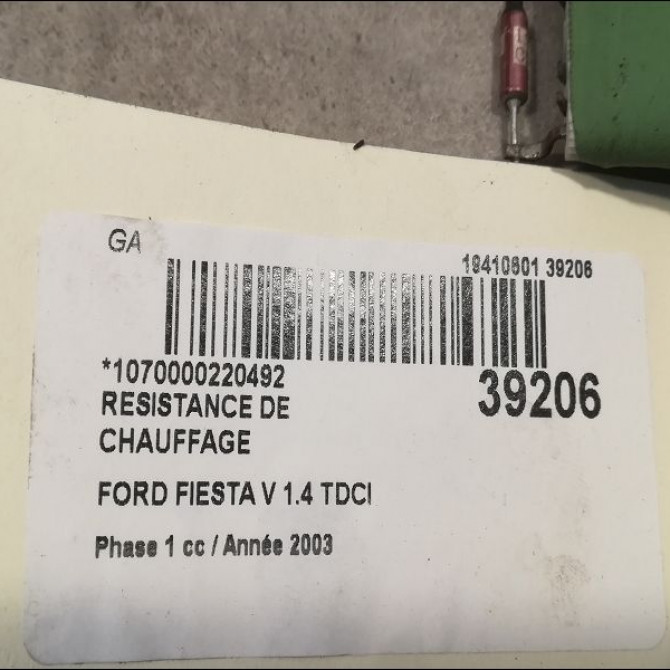 GA
19410601 39206
*1070000220492
39206
RESISTANCE DE
CHAUFFAGE
FORD FIESTA V 1.4 TDCI
Phase 1 cc / Année 2003